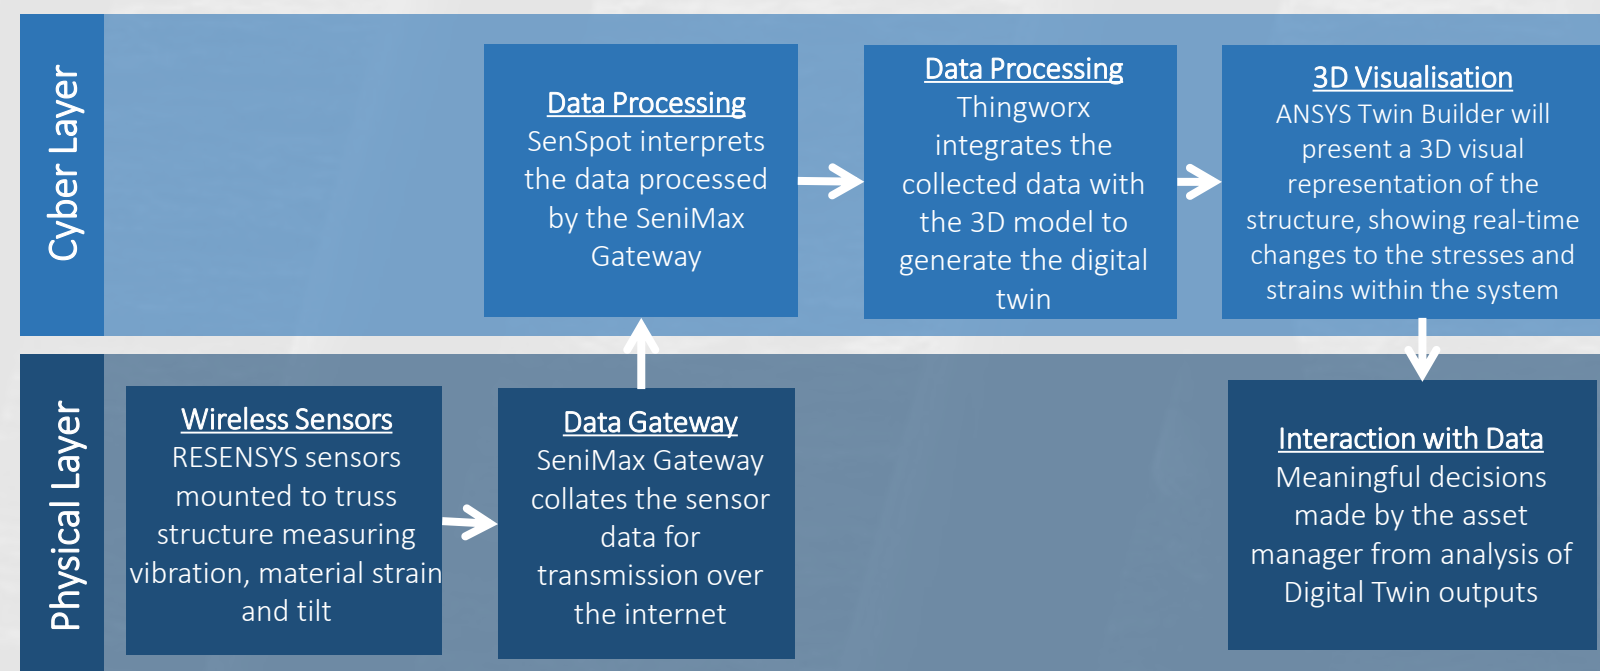 Cyber Layer
Data Processing
SenSpot interprets
the data processed
by the SeniMax
Gateway
Data Processing
Thingworx
integrates the
collected data with
the 3D model to
generate the digital
twin
3D Visualisation
ANSYS Twin Builder will
present a 3D visual
representation of the
structure, showing real-time
changes to the stresses and
strains within the system
Physical Layer
Wireless Sensors
RESENSYS sensors
mounted to truss
structure measuring
vibration, material strain
and tilt
Data Gateway
SeniMax Gateway
collates the sensor
data for
transmission over
the internet
Interaction with Data
Meaningful decisions
made by the asset
manager from analysis of
Digital Twin outputs